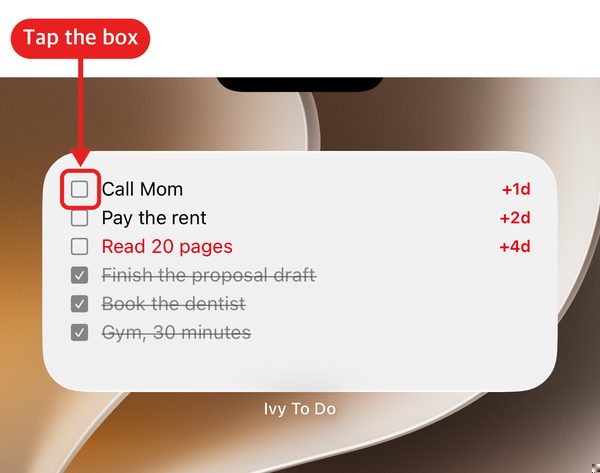 Tap the box
Call Mom +1d
Pay the rent +2d
Read 20 pages +4d
Finish the proposal draft
Book the dentist
Gym, 30 minutes
Ivy To Do